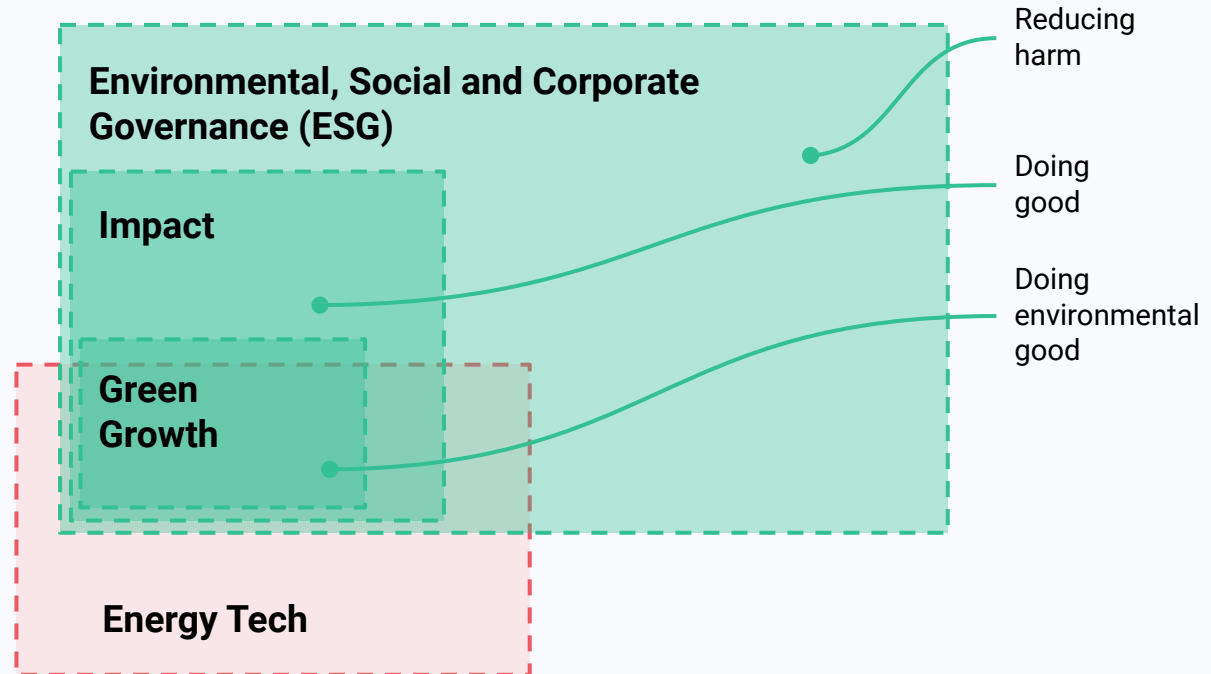 Reducing
harm
Environmental, Social and Corporate
Governance (ESG)
Doing
good
Impact
Doing
environmental
good
Green
Growth
Energy Tech